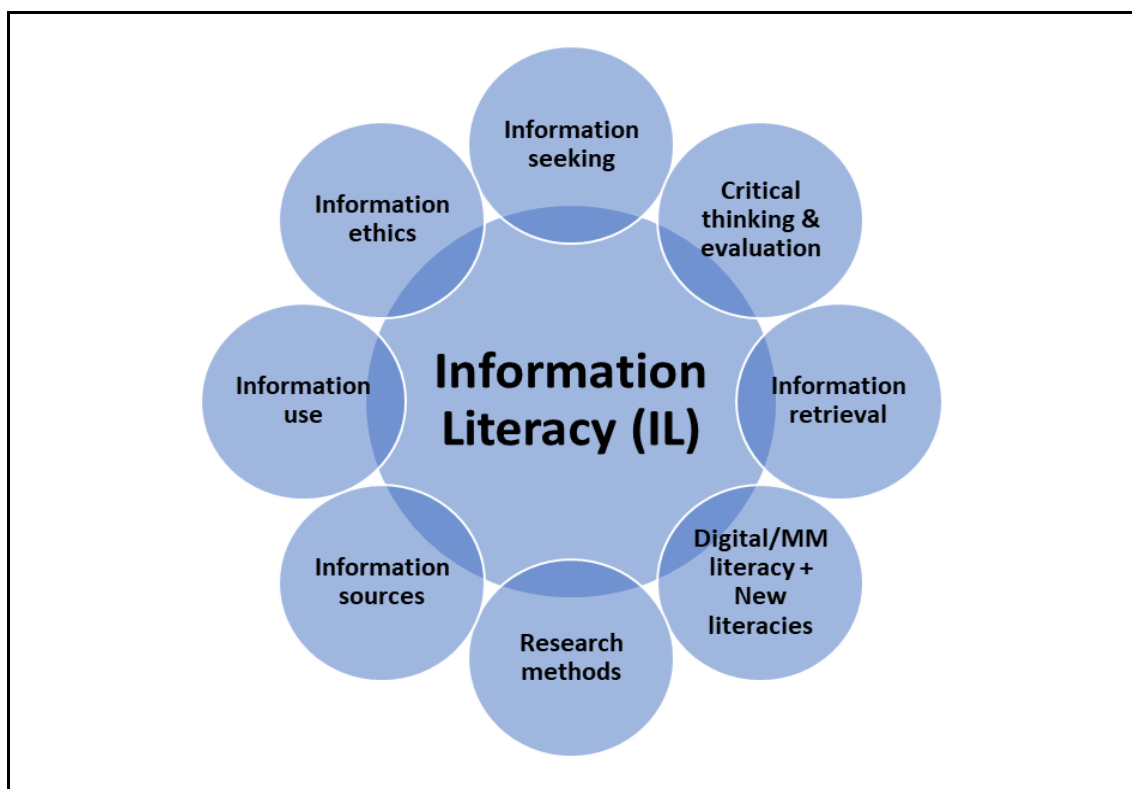 Information
seeking
Critical
thinking &
evaluation
Information
retrieval
Digital/MM
literacy +
New
literacies
Research
methods
Information
sources
Information
use
Information
ethics
Information
Literacy (IL)